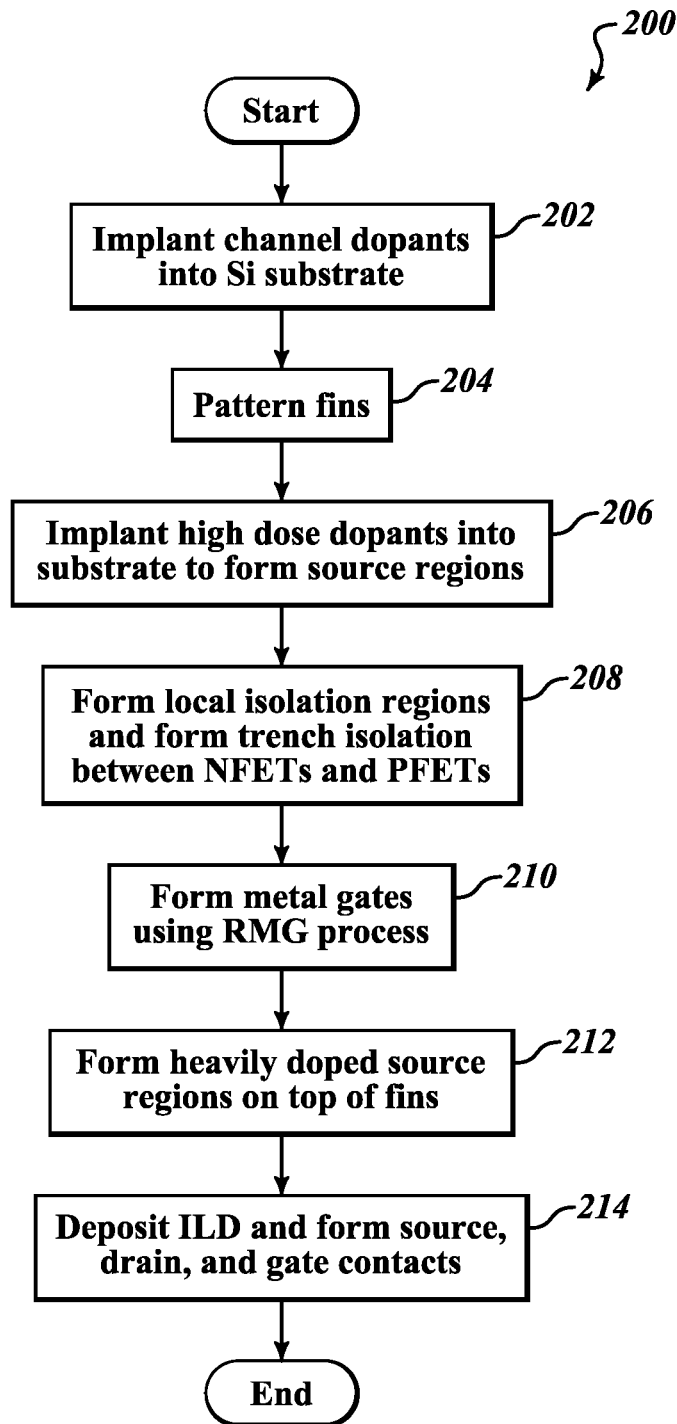 200
Start
202
Implant channel dopants
into Si substrate
204
Pattern fins
206
Implant high dose dopants into
substrate to form source regions
208
Form local isolation regions
and form trench isolation
between NFETs and PFETs
210
Form metal gates
using RMG process
212
Form heavily doped source
regions on top of fins
214
Deposit ILD and form source,
drain, and gate contacts
End